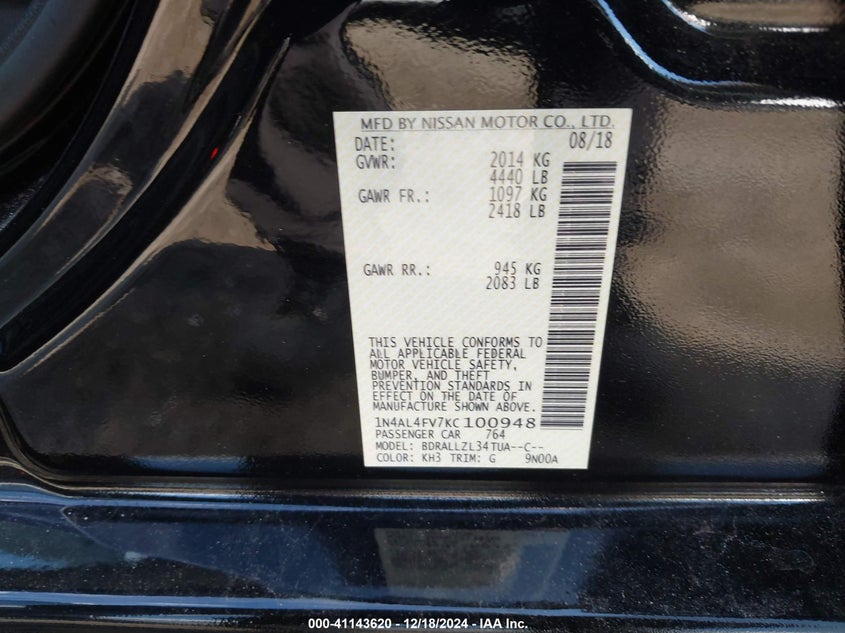 MFD BY NISSAN MOTOR CO., LTD.
DATE: 08/18
GVWR: 2014 KG
4440 LB
GAWR FR.: 1097 KG
2418 LB
GAWR RR.: 945 KG
2083 LB
THIS VEHICLE CONFORMS TO
ALL APPLICABLE FEDERAL
MOTOR VEHICLE SAFETY,
BUMPER, AND THEFT
PREVENTION STANDARDS IN
EFFECT ON THE DATE OF
MANUFACTURE SHOWN ABOVE.
1N4AL4FV7KC100948
PASSENGER CAR 764
MODEL: BDRALLZL34TUA--C--
COLOR: KH3 TRIM: G 9N00A
000-41143620 - 12/18/2024 - IAA Inc.